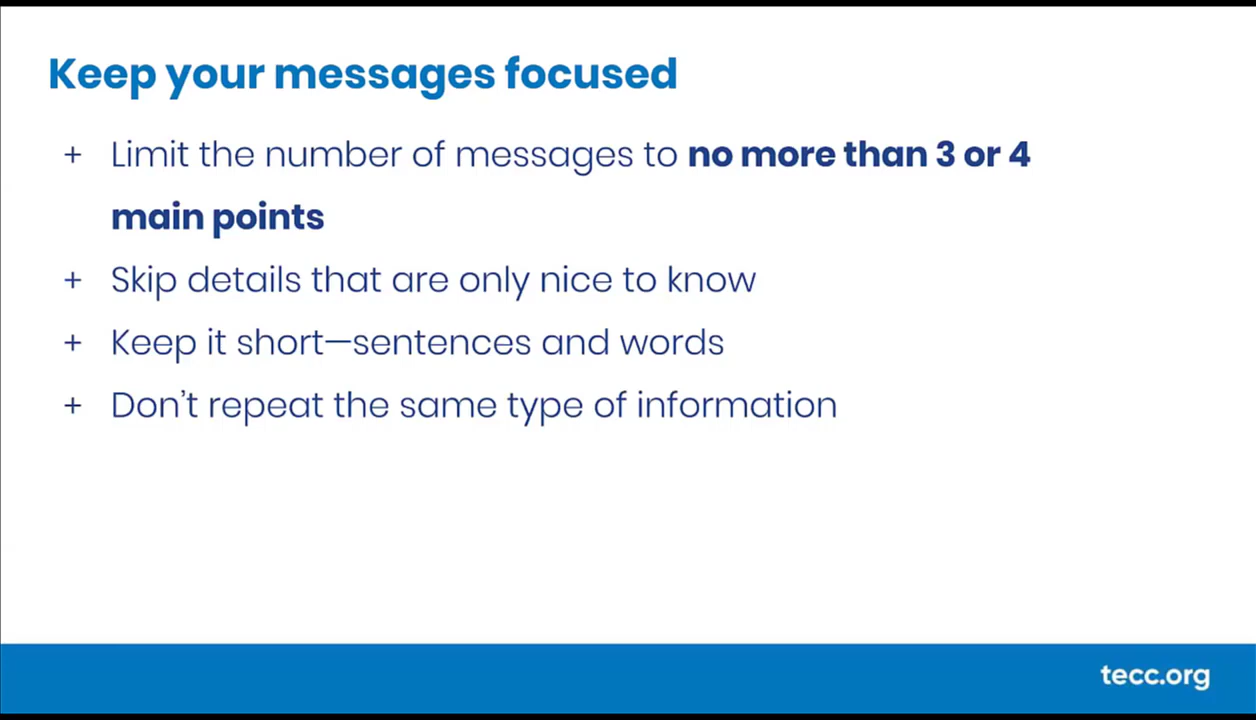 Keep your messages focused
+ Limit the number of messages to no more than 3 or 4
main points
+ Skip details that are only nice to know
+ Keep it short—sentences and words
+ Don’t repeat the same type of information
tecc.org